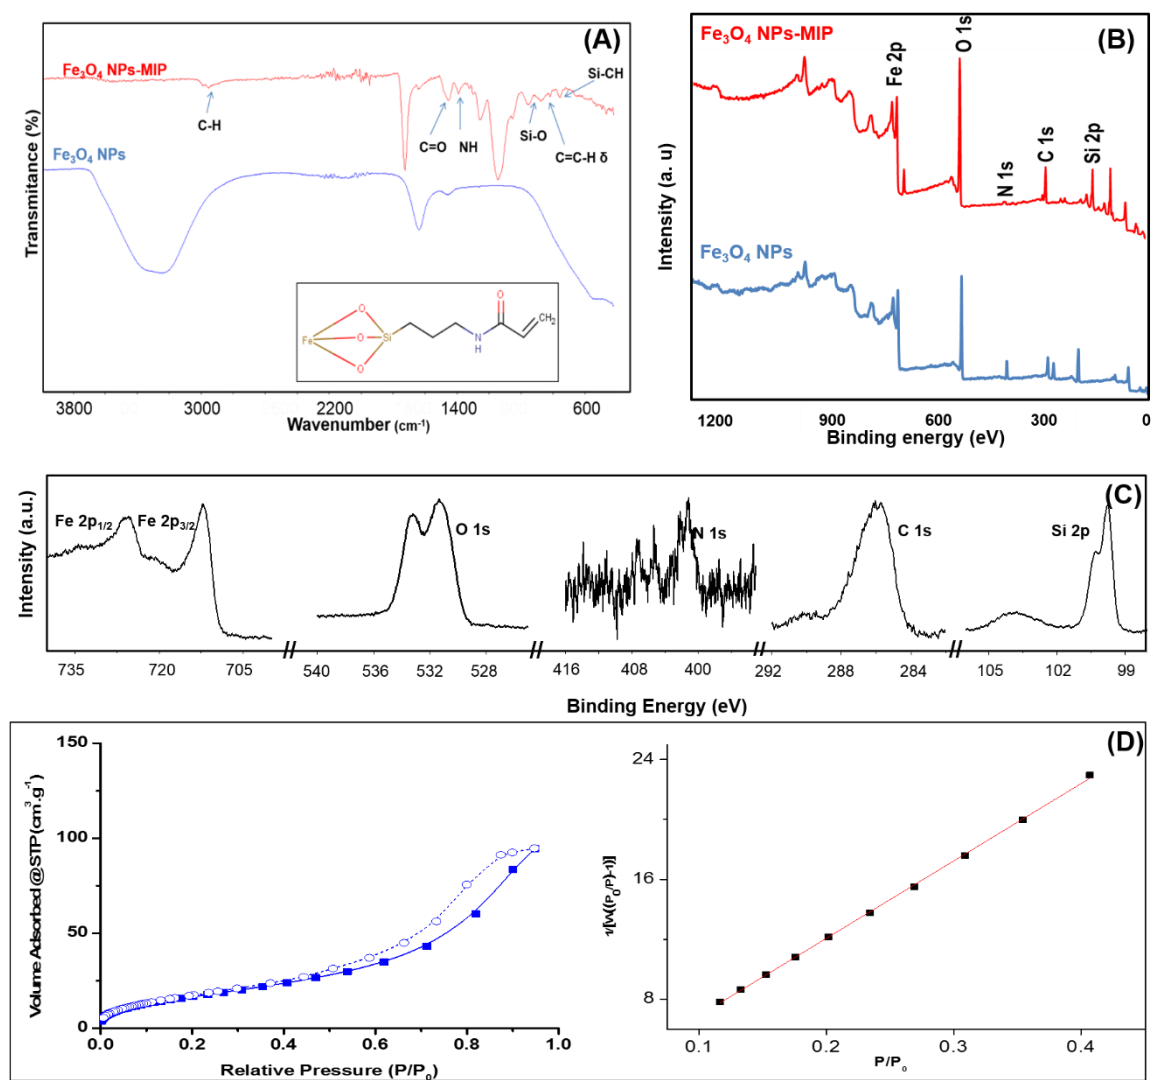 (A)
Fe₃O₄ NPs-MIP
Si-CH
C-H
C=O
NH
Si-O
C=C-H δ
Fe₃O₄ NPs
Transmitance (%)
O
O
Fe
O
Si
O
N
H
CH₂
3800
3000
2200
1400
600
Wavenumber (cm⁻¹)
(B)
Fe₃O₄ NPs-MIP
Fe 2p
O 1s
N 1s
C 1s
Si 2p
Fe₃O₄ NPs
Intensity (a. u)
1200
900
600
300
0
Binding energy (eV)
(C)
Intensity (a.u.)
Fe 2p1/2
Fe 2p3/2
O 1s
N 1s
C 1s
Si 2p
735
720
705
540
536
532
528
416
408
400
292
288
284
105
102
99
Binding Energy (eV)
(D)
150
100
50
0
Volume Adsorbed@STP(cm³.g⁻¹)
0.0
0.2
0.4
0.6
0.8
1.0
Relative Pressure (P/P₀)
24
16
8
1/[W((P₀/P)-1)]
0.1
0.2
0.3
0.4
P/P₀